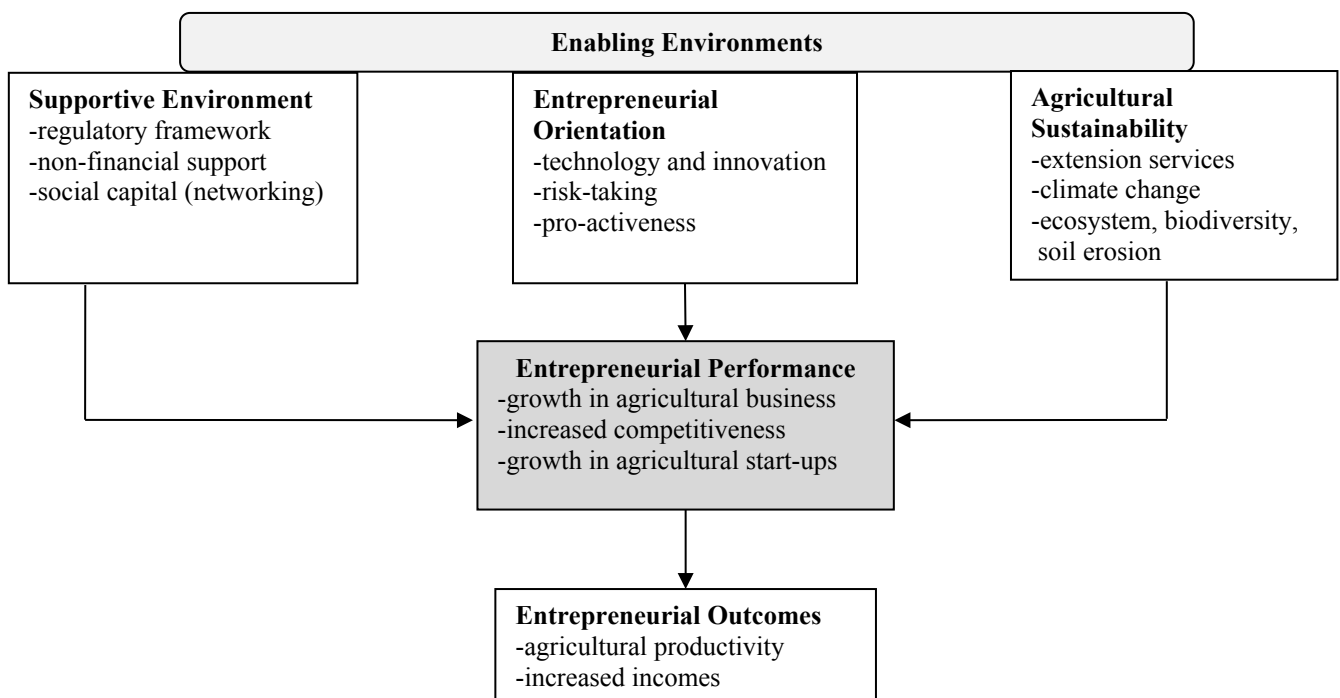 Enabling Environments
Supportive Environment
-regulatory framework
-non-financial support
-social capital (networking)
Entrepreneurial
Orientation
-technology and innovation
-risk-taking
-pro-activeness
Agricultural
Sustainability
-extension services
-climate change
-ecosystem, biodiversity,
soil erosion
Entrepreneurial Performance
-growth in agricultural business
-increased competitiveness
-growth in agricultural start-ups
Entrepreneurial Outcomes
-agricultural productivity
-increased incomes